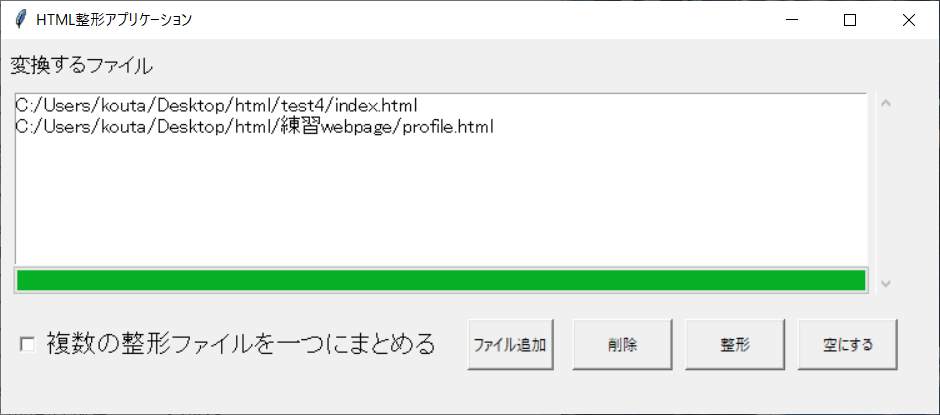 HTML整形アプリケーション
変換するファイル
C:/Users/kouta/Desktop/html/test4/index.html
C:/Users/kouta/Desktop/html/練習webpage/profile.html
複数の整形ファイルを一つにまとめる
ファイル追加
削除
整形
空にする